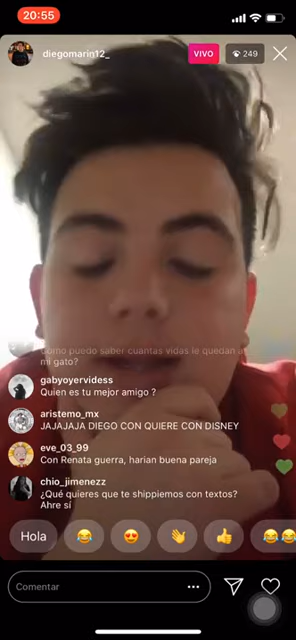 20:55
diegomarin12_
VIVO
249
como puedo saber cuantas vidas le quedan a
mi gato?
gabyoyervidess
Quien es tu mejor amigo ?
aristemo_mx
JAJAJAJA DIEGO CON QUIERE CON DISNEY
eve_03_99
Con Renata guerra, harian buena pareja
chio_jimenezz
¿Qué quieres que te shippiemos con textos?
Ahre sí
Hola
Comentar